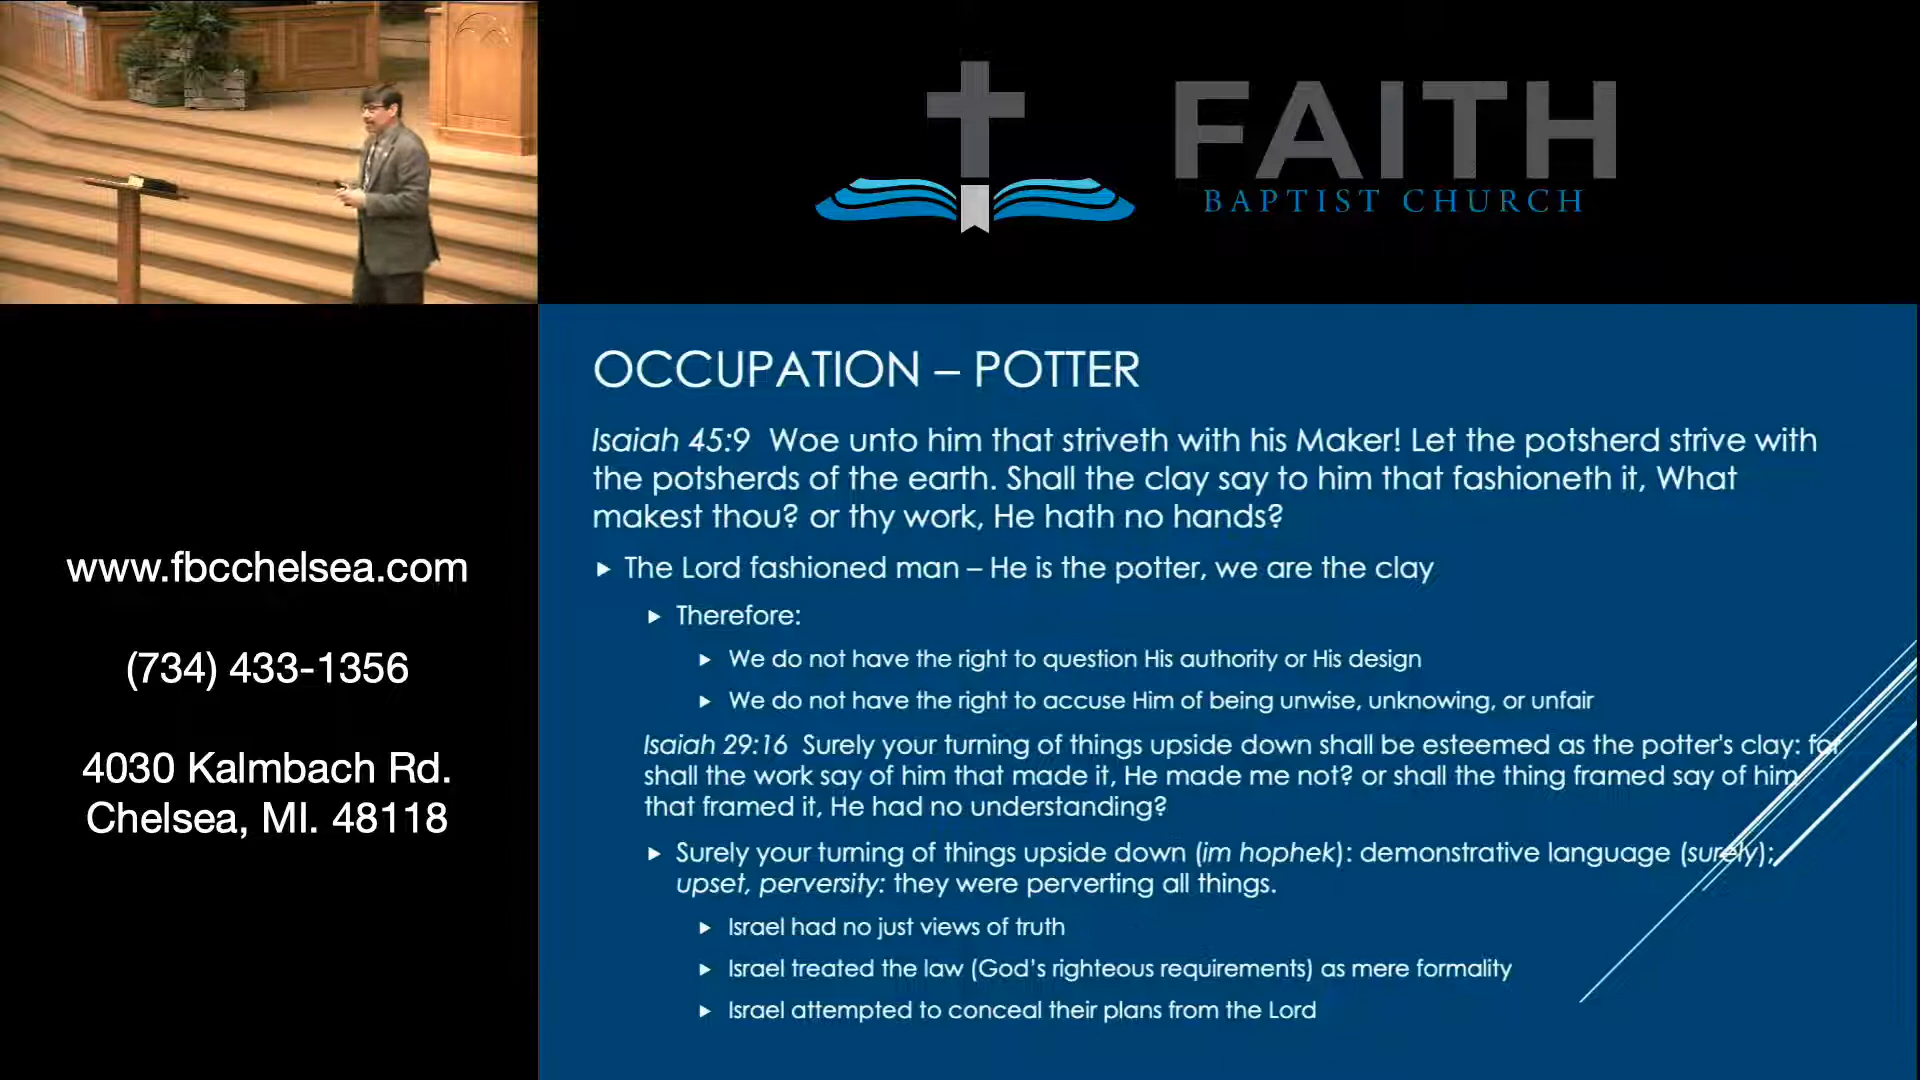 FAITH
BAPTIST CHURCH
www.fbcchelsea.com
(734) 433-1356
4030 Kalmbach Rd.
Chelsea, MI. 48118
OCCUPATION – POTTER
Isaiah 45:9 Woe unto him that striveth with his Maker! Let the potsherd strive with
the potsherds of the earth. Shall the clay say to him that fashioneth it, What
makest thou? or thy work, He hath no hands?
The Lord fashioned man – He is the potter, we are the clay
Therefore:
We do not have the right to question His authority or His design
We do not have the right to accuse Him of being unwise, unknowing, or unfair
Isaiah 29:16 Surely your turning of things upside down shall be esteemed as the potter's clay: for
shall the work say of him that made it, He made me not? or shall the thing framed say of him
that framed it, He had no understanding?
Surely your turning of things upside down (im hophek): demonstrative language (surely);
upset, perversity: they were perverting all things.
Israel had no just views of truth
Israel treated the law (God's righteous requirements) as mere formality
Israel attempted to conceal their plans from the Lord